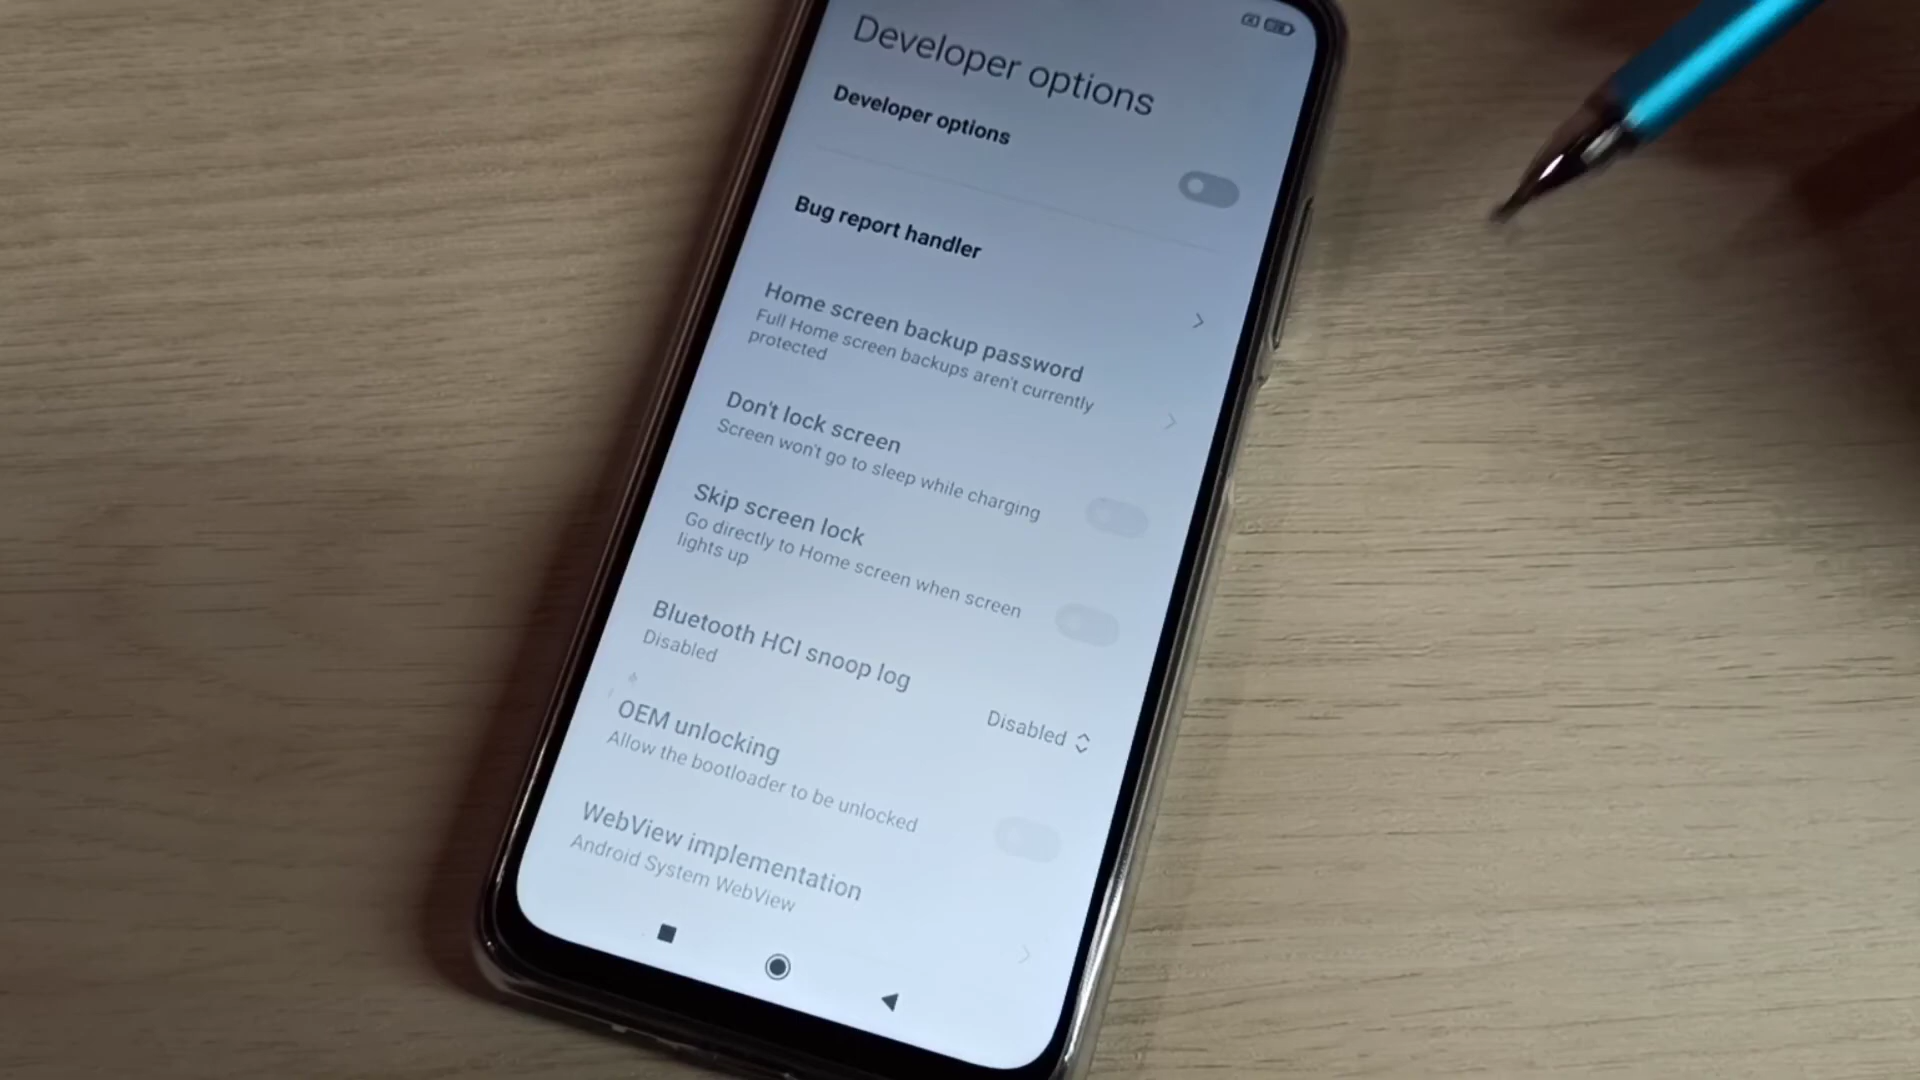 Developer options
Developer options
Bug report handler
Home screen backup password
Full Home screen backups aren't currently
protected
Don't lock screen
Screen won't go to sleep while charging
Skip screen lock
Go directly to Home screen when screen
lights up
Bluetooth HCI snoop log
Disabled
Disabled
OEM unlocking
Allow the bootloader to be unlocked
WebView implementation
Android System WebView